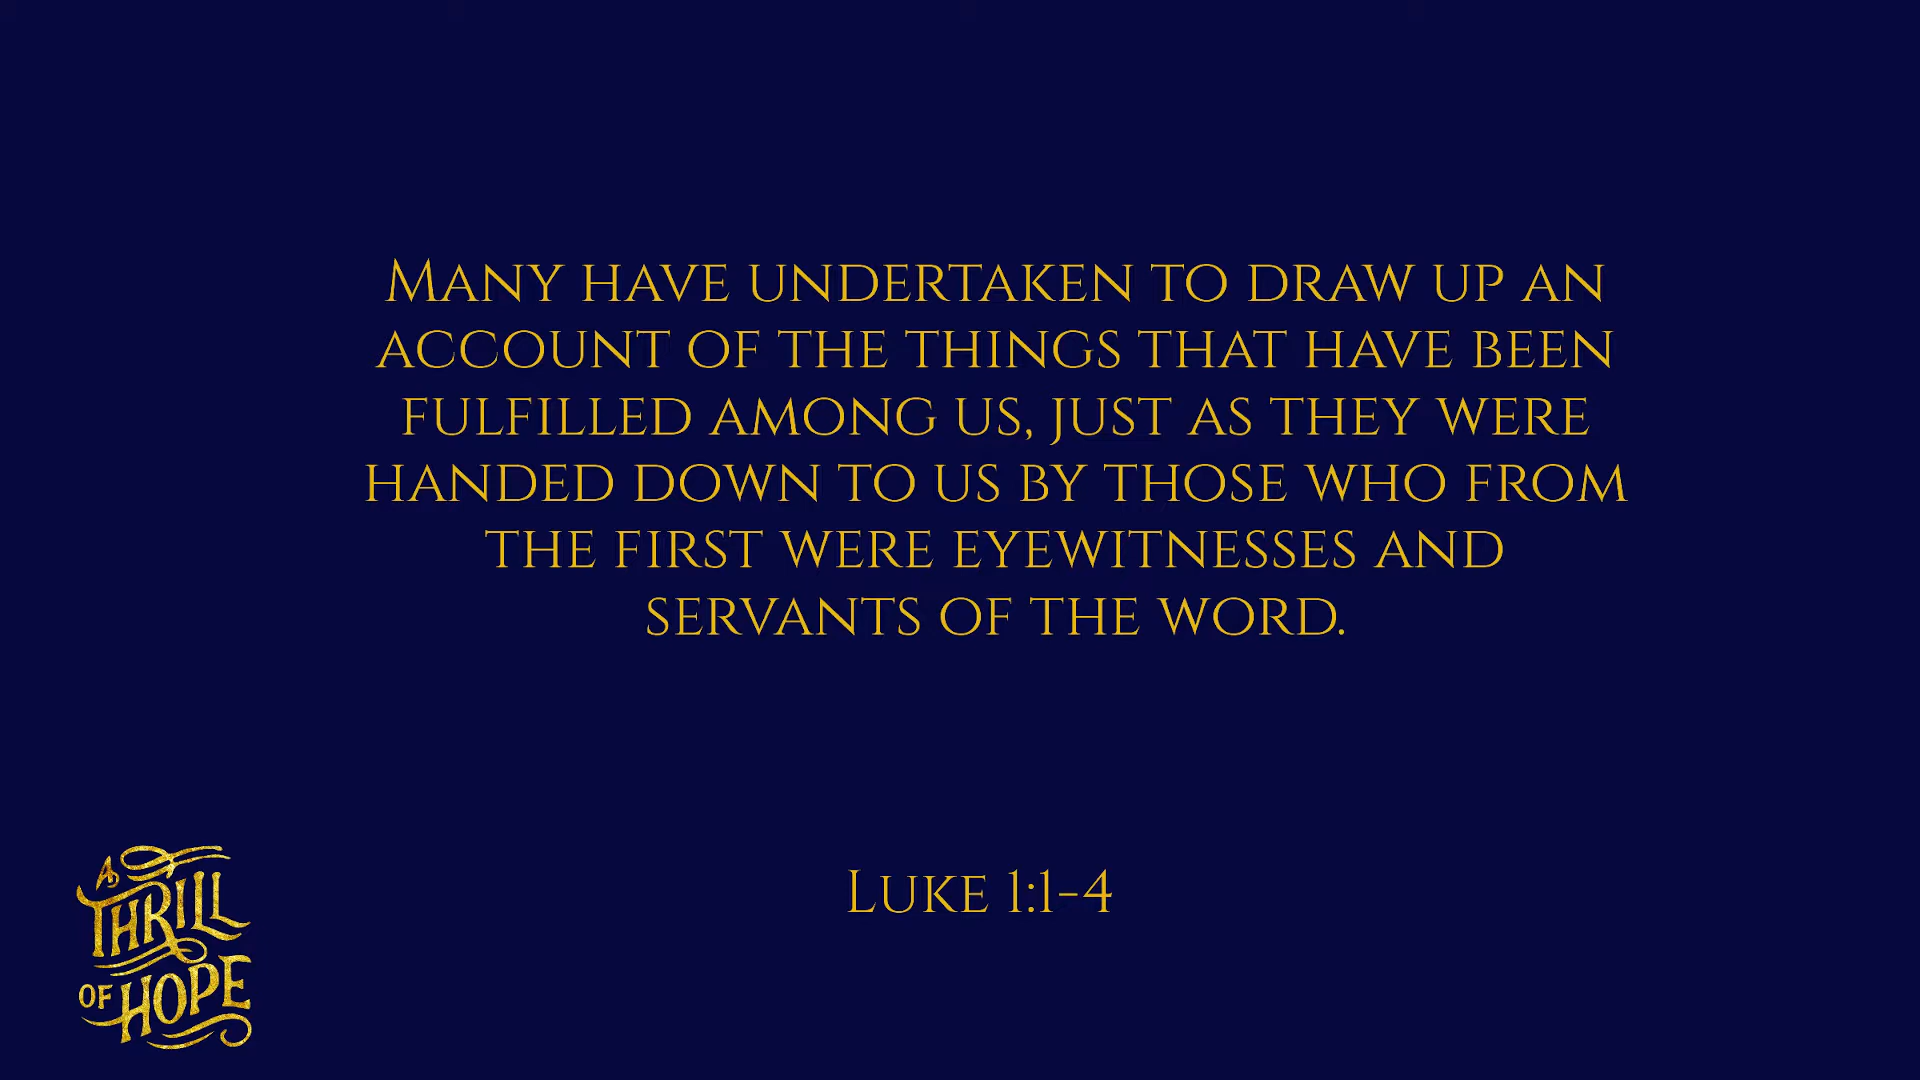 Many have undertaken to draw up an
account of the things that have been
fulfilled among us, just as they were
handed down to us by those who from
the first were eyewitnesses and
servants of the word.
Luke 1:1-4
A
THRILL
OF HOPE